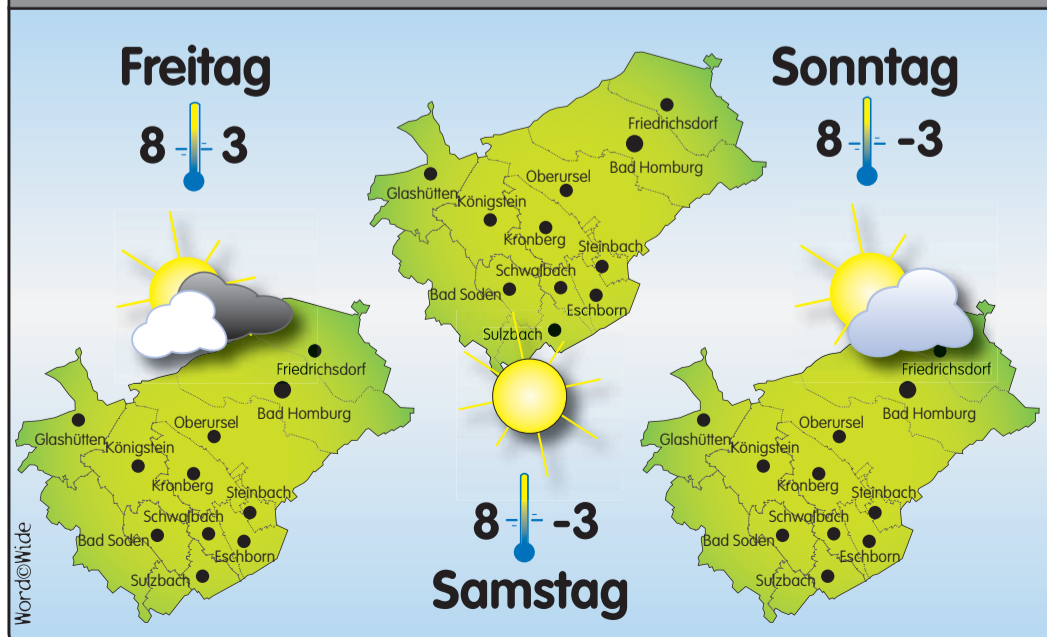 Freitag
8 3
Friedrichsdorf
Bad Homburg
Oberursel
Glashütten
Königstein
Kronberg
Steinbach
Schwalbach
Bad Soden
Eschborn
Sulzbach
Friedrichsdorf
Bad Homburg
Oberursel
Glashütten
Königstein
Kronberg
Steinbach
Schwalbach
Bad Soden
Eschborn
Sulzbach
8 -3
Samstag
Sonntag
8 -3
Friedrichsdorf
Bad Homburg
Oberursel
Glashütten
Königstein
Kronberg
Steinbach
Schwalbach
Bad Soden
Eschborn
Sulzbach
Word©Wide